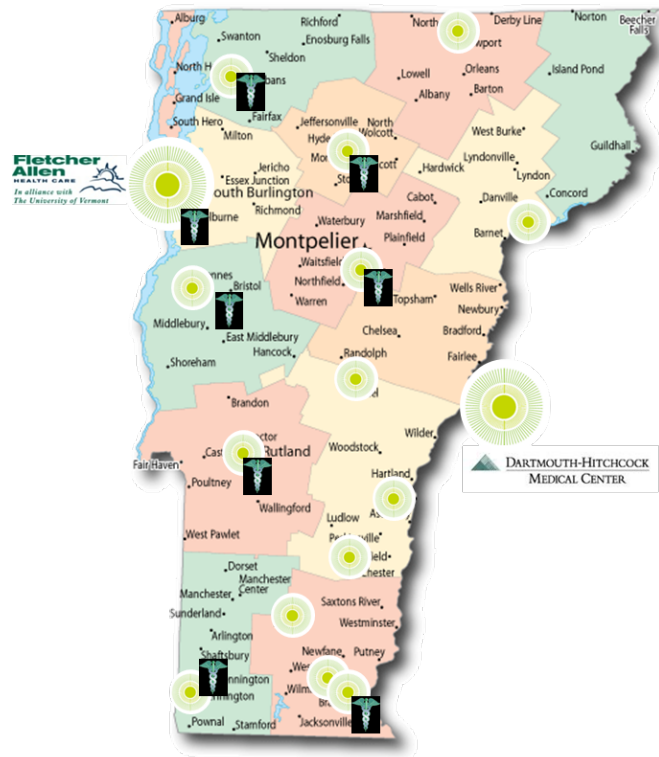 Alburg
Richford
North
Derby Line
Norton
Beecher
Falls
Swanton
Enosburg Falls
Sheldon
Island Pond
Lowell
Orleans
Albany
Barton
Grand Isle
Fairfax
South Hero
Milton
Jeffersonville
North
Wolcott
West Burke
Guildhall
Fletcher
Allen
HEALTH CARE
In alliance with
The University of Vermont
Jericho
Essex Junction
Richmond
Hardwick
Lyndonville
Lyndon
Danville
Concord
Barnet
Cabot
Marshfield
Plainfield
Waterbury
Montpelier
Northfield
Warren
Topsham
Wells River
Newbury
Bradford
Fairlee
Bristol
Middlebury
East Middlebury
Hancock
Shoreham
Chelsea
Randolph
Brandon
Rutland
Fair Haven
Poultney
Wallingford
West Pawlet
Woodstock
Wilder
Hartland
Ludlow
DARTMOUTH-HITCHCOCK
MEDICAL CENTER
Dorset
Manchester
Center
Manchester
Sunderland
Arlington
Shaftsbury
Saxtons River
Westminster
Newfane
Putney
Pownal
Stamford
Jacksonville